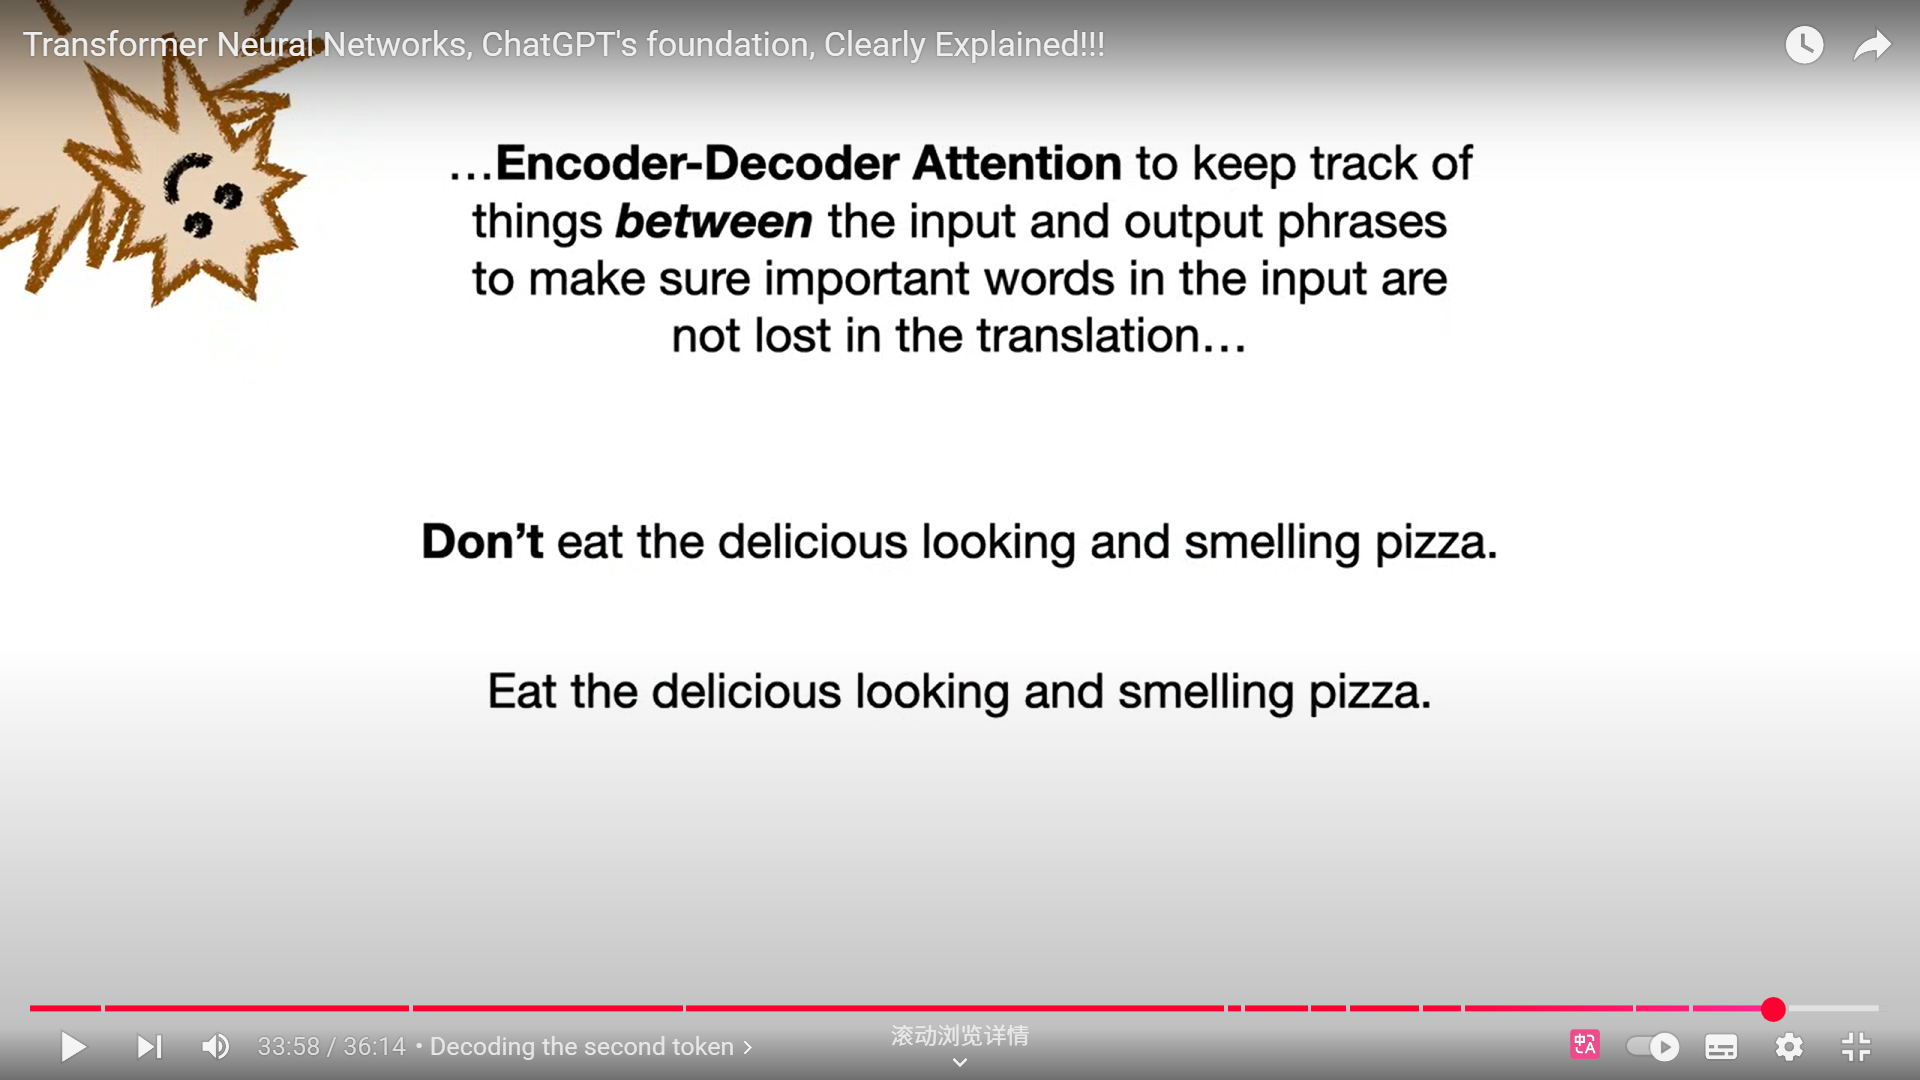 Transformer Neural Networks, ChatGPT's foundation, Clearly Explained!!!
…Encoder-Decoder Attention to keep track of
things between the input and output phrases
to make sure important words in the input are
not lost in the translation…
Don’t eat the delicious looking and smelling pizza.
Eat the delicious looking and smelling pizza.
滚动浏览详情
33:58 / 36:14 • Decoding the second token
中 A